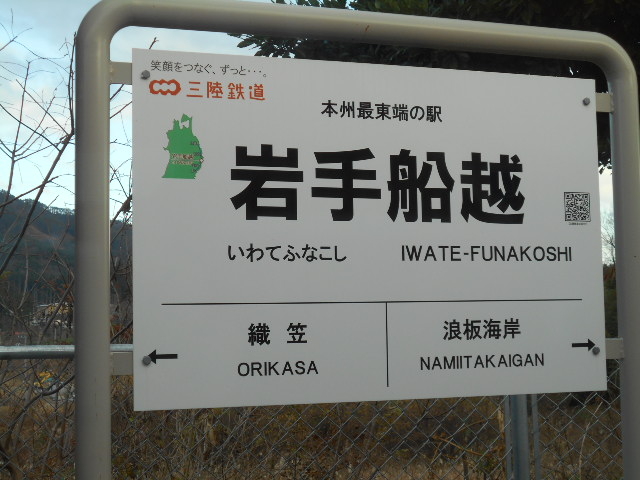 笑顔をつなぐ、ずっと・・・。
三陸鉄道
本州最東端の駅
岩手船越
いわてふなこし IWATE-FUNAKOSHI
織笠 浪板海岸
ORIKASA NAMIITAKAIGAN